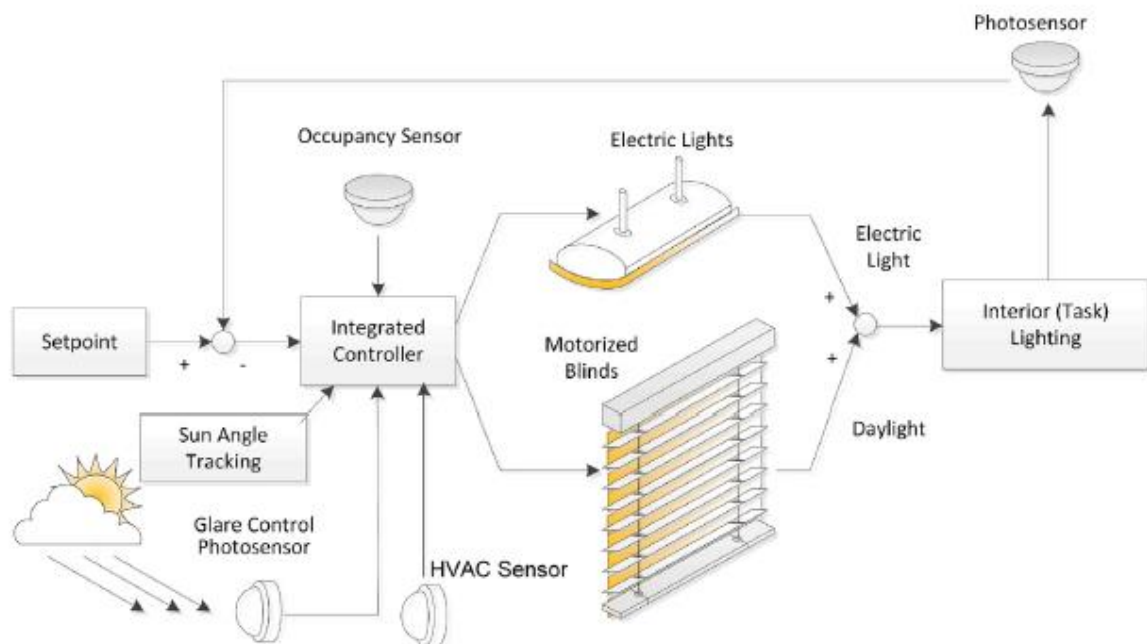 Photosensor
Occupancy Sensor
Electric Lights
Electric
Light
+
Setpoint
+
-
Integrated
Controller
Interior (Task)
Lighting
Motorized
Blinds
+
Daylight
Sun Angle
Tracking
Glare Control
Photosensor
HVAC Sensor